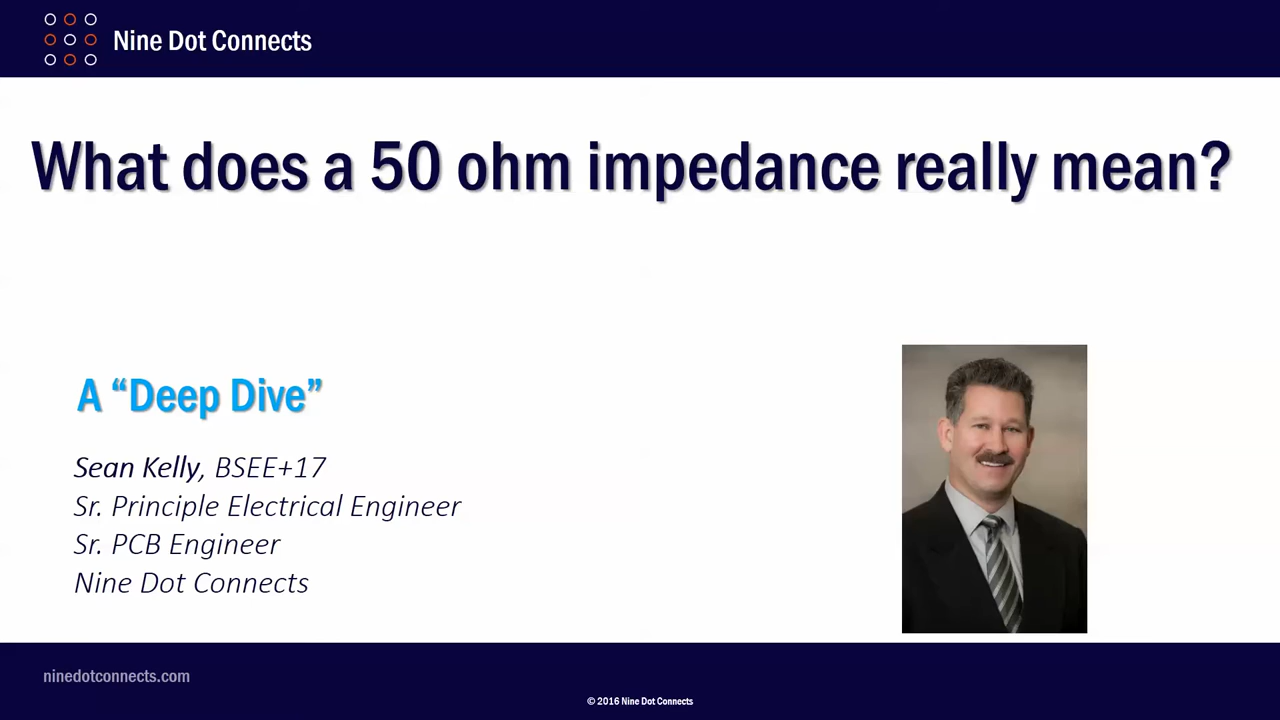 Nine Dot Connects
What does a 50 ohm impedance really mean?
A “Deep Dive”
Sean Kelly, BSEE+17
Sr. Principle Electrical Engineer
Sr. PCB Engineer
Nine Dot Connects
ninedotconnects.com
© 2016 Nine Dot Connects